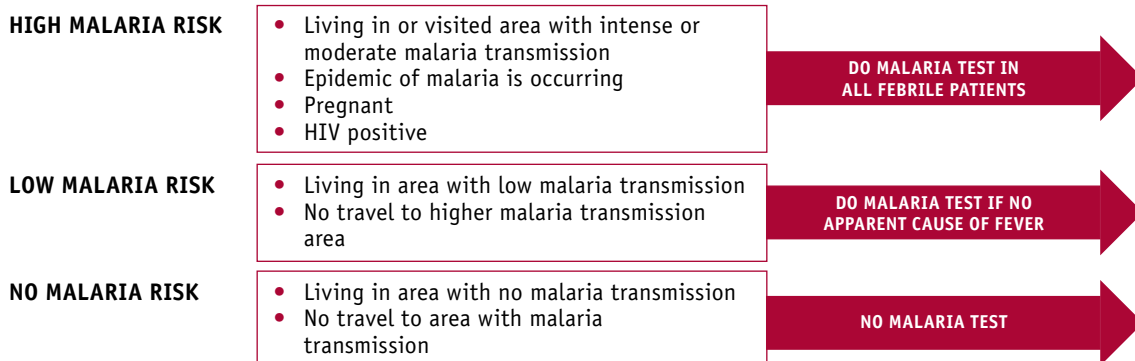 HIGH MALARIA RISK
• Living in or visited area with intense or
moderate malaria transmission
• Epidemic of malaria is occurring
• Pregnant
• HIV positive
DO MALARIA TEST IN
ALL FEBRILE PATIENTS
LOW MALARIA RISK
• Living in area with low malaria transmission
• No travel to higher malaria transmission
area
DO MALARIA TEST IF NO
APPARENT CAUSE OF FEVER
NO MALARIA RISK
• Living in area with no malaria transmission
• No travel to area with malaria
transmission
NO MALARIA TEST